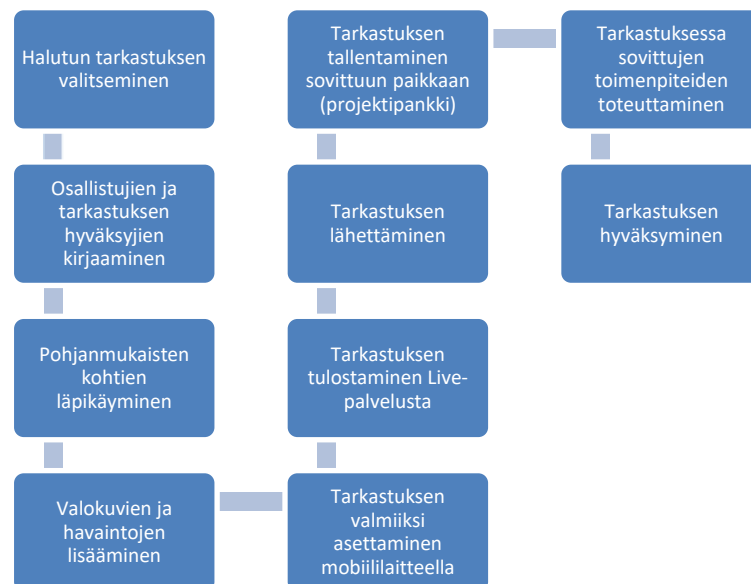 Halutun tarkastuksen
valitseminen
Osallistujien ja
tarkastuksen
hyväksyjien
kirjaaminen
Pohjanmukaisten
kohtien
läpikäyminen
Valokuvien ja
havaintojen
lisääminen
Tarkastuksen
valmiiksi
asettaminen
mobiililaitteella
Tarkastuksen
tulostaminen Live-
palvelusta
Tarkastuksen
lähettäminen
Tarkastuksen
tallentaminen
sovittuun paikkaan
(projektipankki)
Tarkastuksessa
sovittujen
toimenpiteiden
toteuttaminen
Tarkastuksen
hyväksyminen